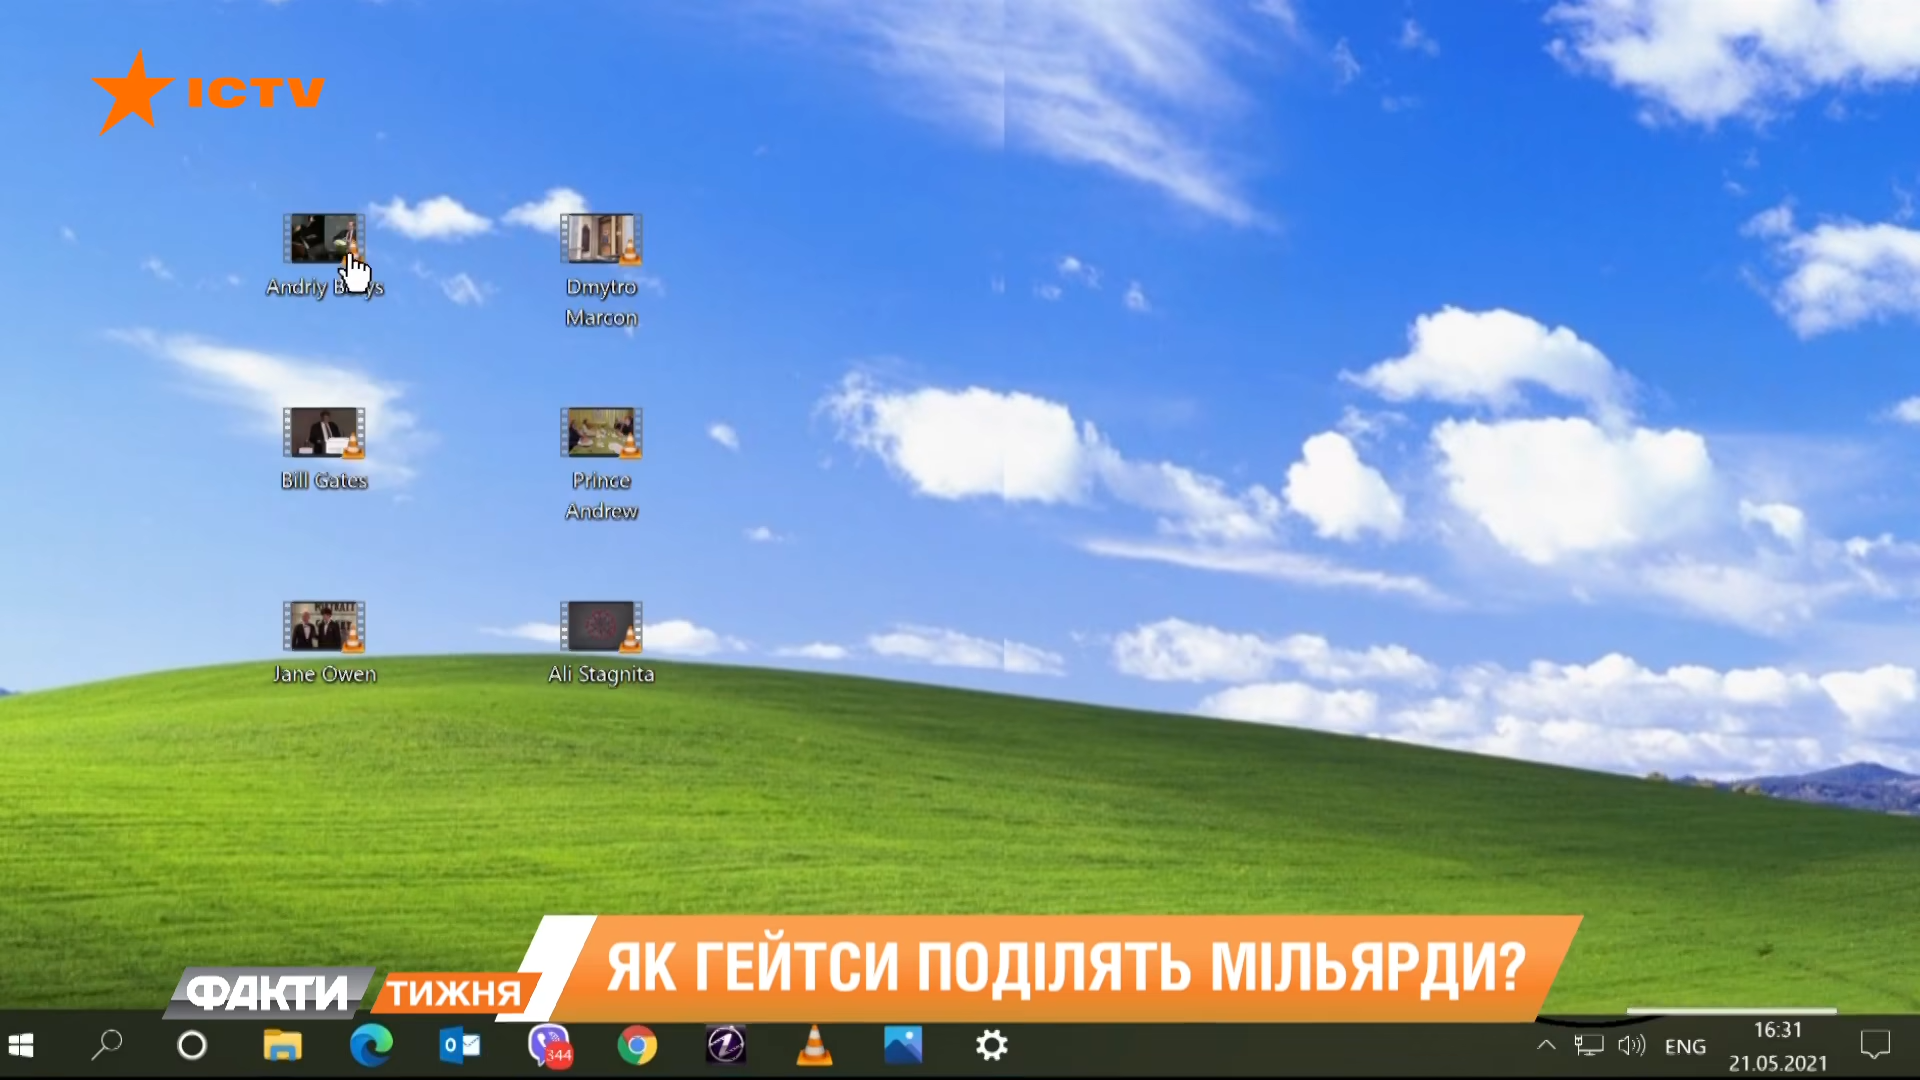 ICTV
Andriy
Dmytro
Marcon
Bill Gates
Prince
Andrew
Jane Owen
Ali Stagnita
ЯК ГЕЙТСИ ПОДІЛЯТЬ МІЛЬЯРДИ?
ФАКТИ ТИЖНЯ
344
ENG
16:31
21.05.2021